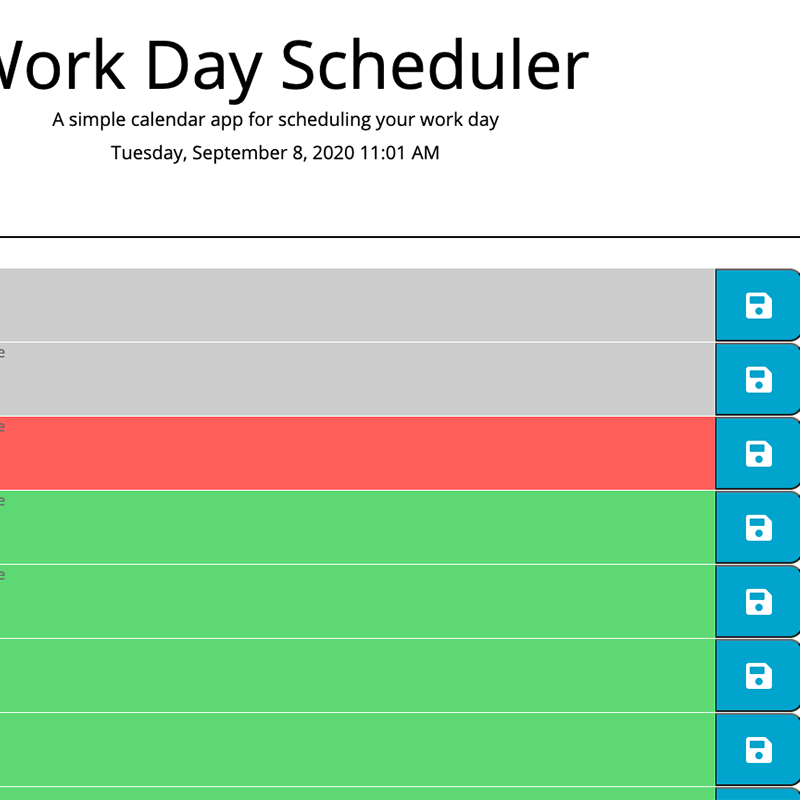 Work Day Scheduler
A simple calendar app for scheduling your work day
Tuesday, September 8, 2020 11:01 AM
e
e
e
e